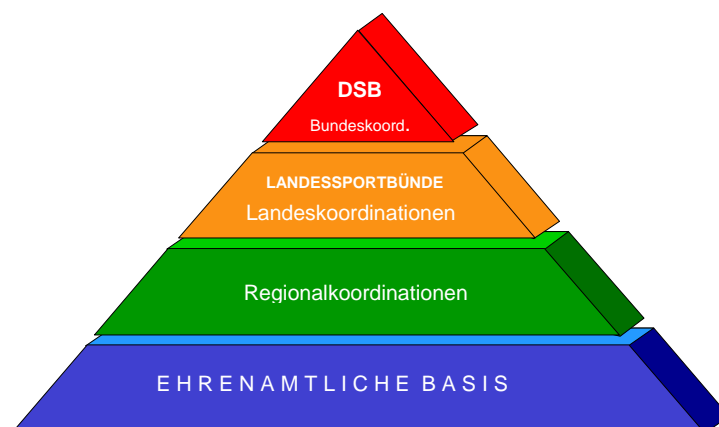 DSB
Bundeskoord.
LANDESSPORTBÜNDE
Landeskoordinationen
Regionalkoordinationen
EHRENAMTLICHE BASIS